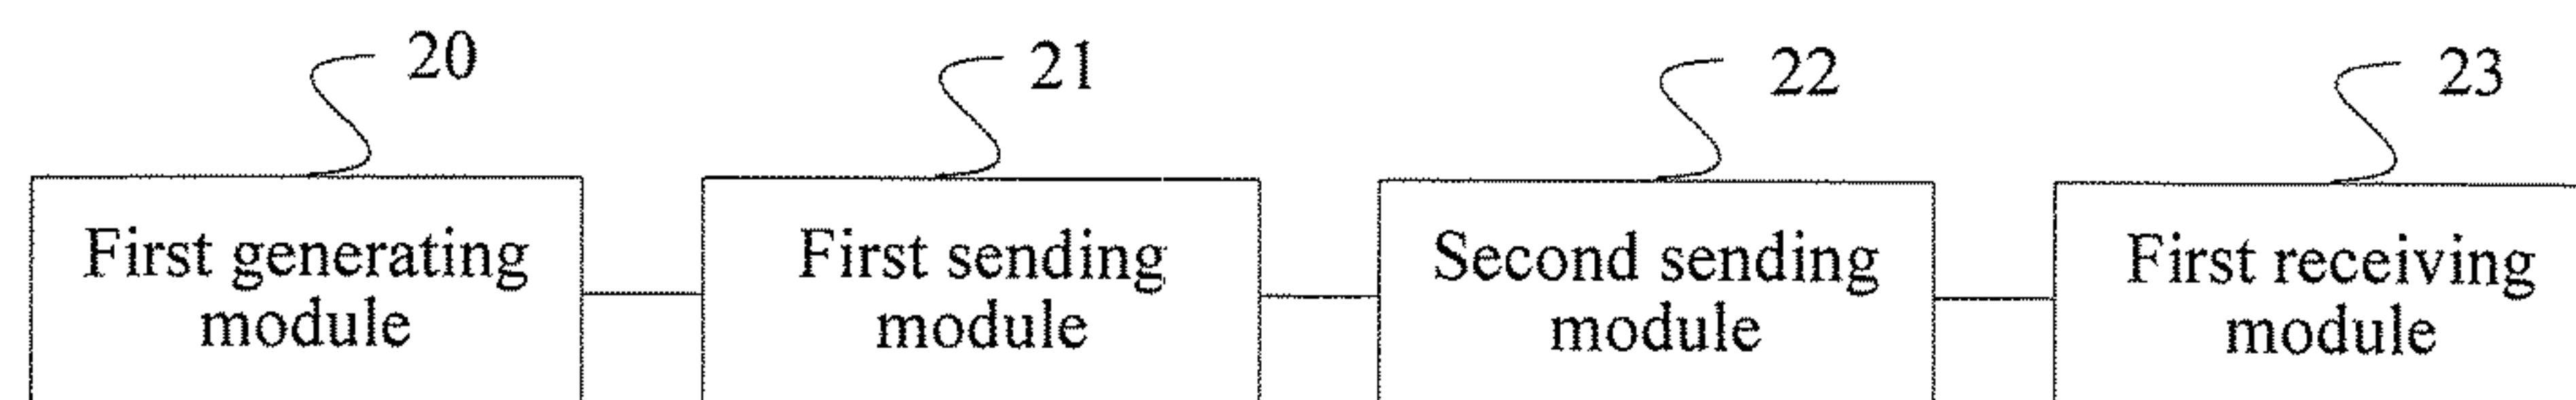 20
21
22
23
First generating
module
First sending
module
Second sending
module
First receiving
module